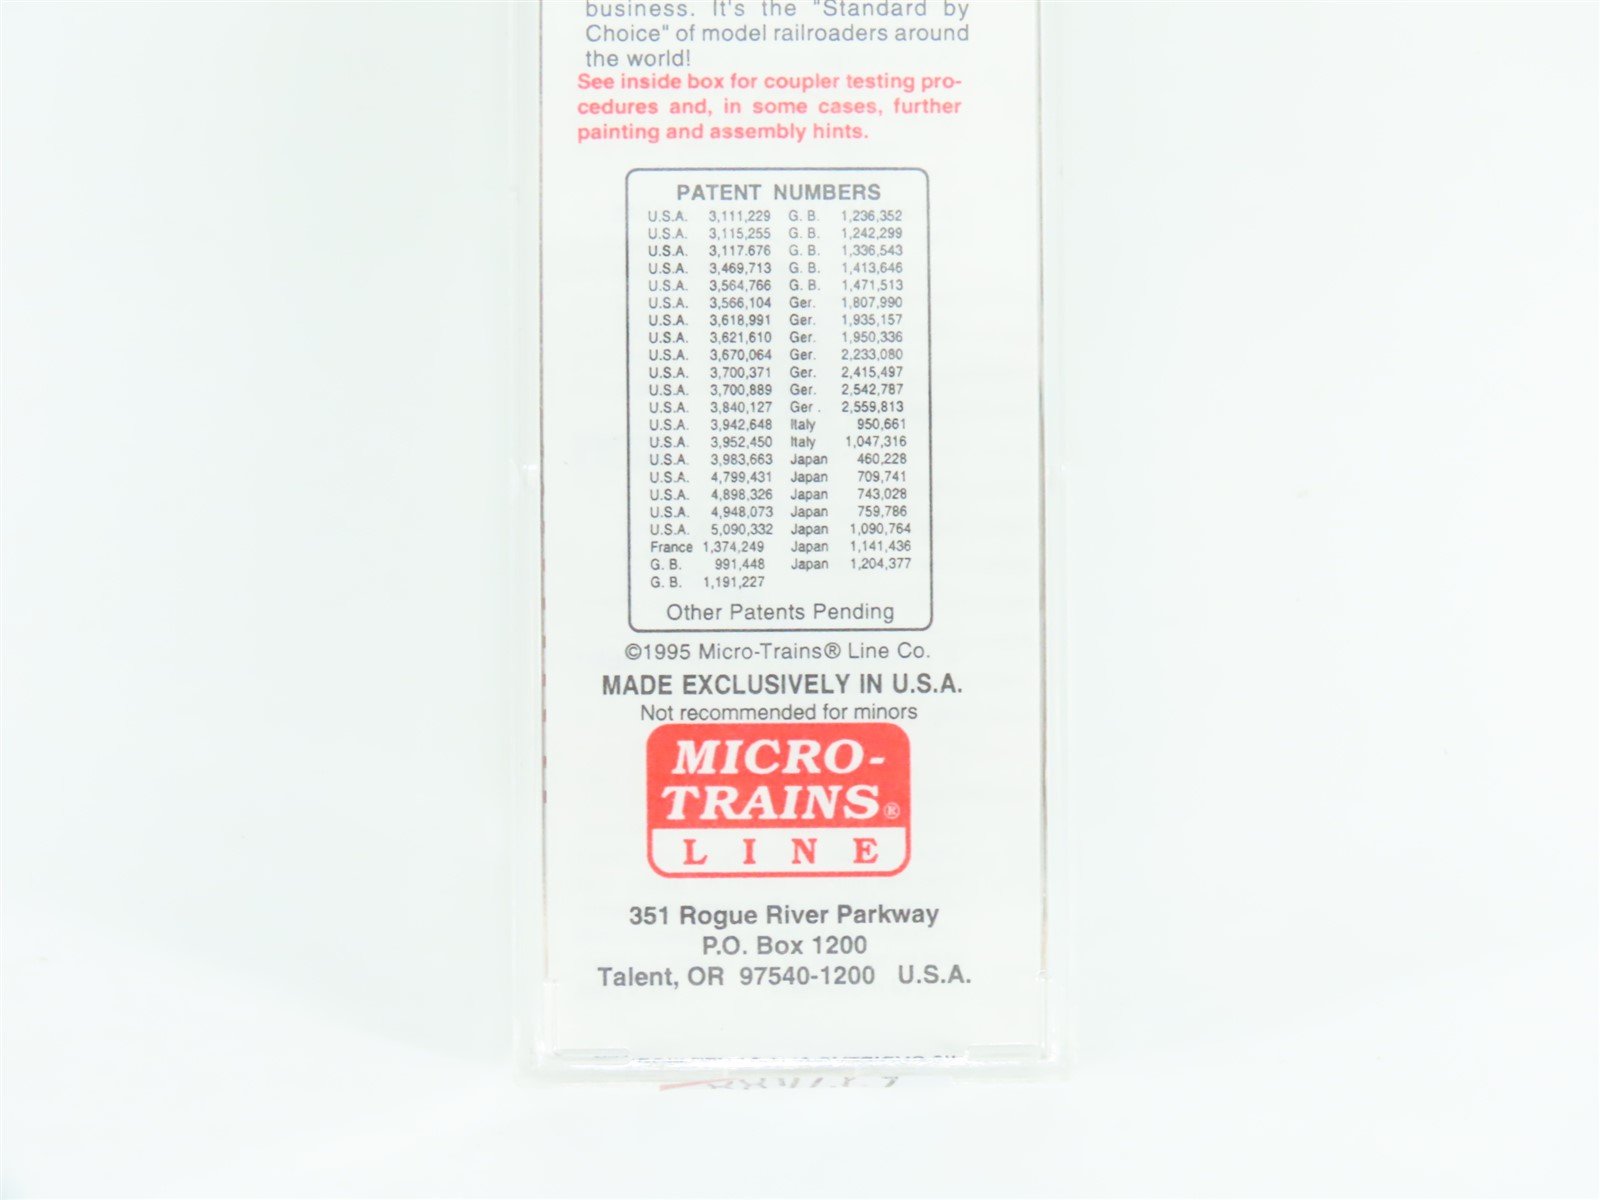 business. It's the "Standard by
Choice" of model railroaders around
the world!
See inside box for coupler testing pro-
cedures and, in some cases, further
painting and assembly hints.
PATENT NUMBERS
U.S.A. 3,111,229 G. B. 1,236,352
U.S.A. 3,115,255 G. B. 1,242,299
U.S.A. 3,117.676 G. B. 1,336,543
U.S.A. 3,469,713 G. B. 1,413,646
U.S.A. 3,564,766 G. B. 1,471,513
U.S.A. 3,566,104 Ger. 1,807,990
U.S.A. 3,618,991 Ger. 1,935,157
U.S.A. 3,621,610 Ger. 1,950,336
U.S.A. 3,670,064 Ger. 2,233,080
U.S.A. 3,700,371 Ger. 2,415,497
U.S.A. 3,700,889 Ger. 2,542,787
U.S.A. 3,840,127 Ger . 2,559,813
U.S.A. 3,942,648 Italy 950,661
U.S.A. 3,952,450 Italy 1,047,316
U.S.A. 3,983,663 Japan 460,228
U.S.A. 4,799,431 Japan 709,741
U.S.A. 4,898,326 Japan 743,028
U.S.A. 4,948,073 Japan 759,786
U.S.A. 5,090,332 Japan 1,090,764
France 1,374,249 Japan 1,141,436
G. B. 991,448 Japan 1,204,377
G. B. 1,191,227
Other Patents Pending
©1995 Micro-Trains® Line Co.
MADE EXCLUSIVELY IN U.S.A.
Not recommended for minors
MICRO-
TRAINS®
LINE
351 Rogue River Parkway
P.O. Box 1200
Talent, OR 97540-1200 U.S.A.